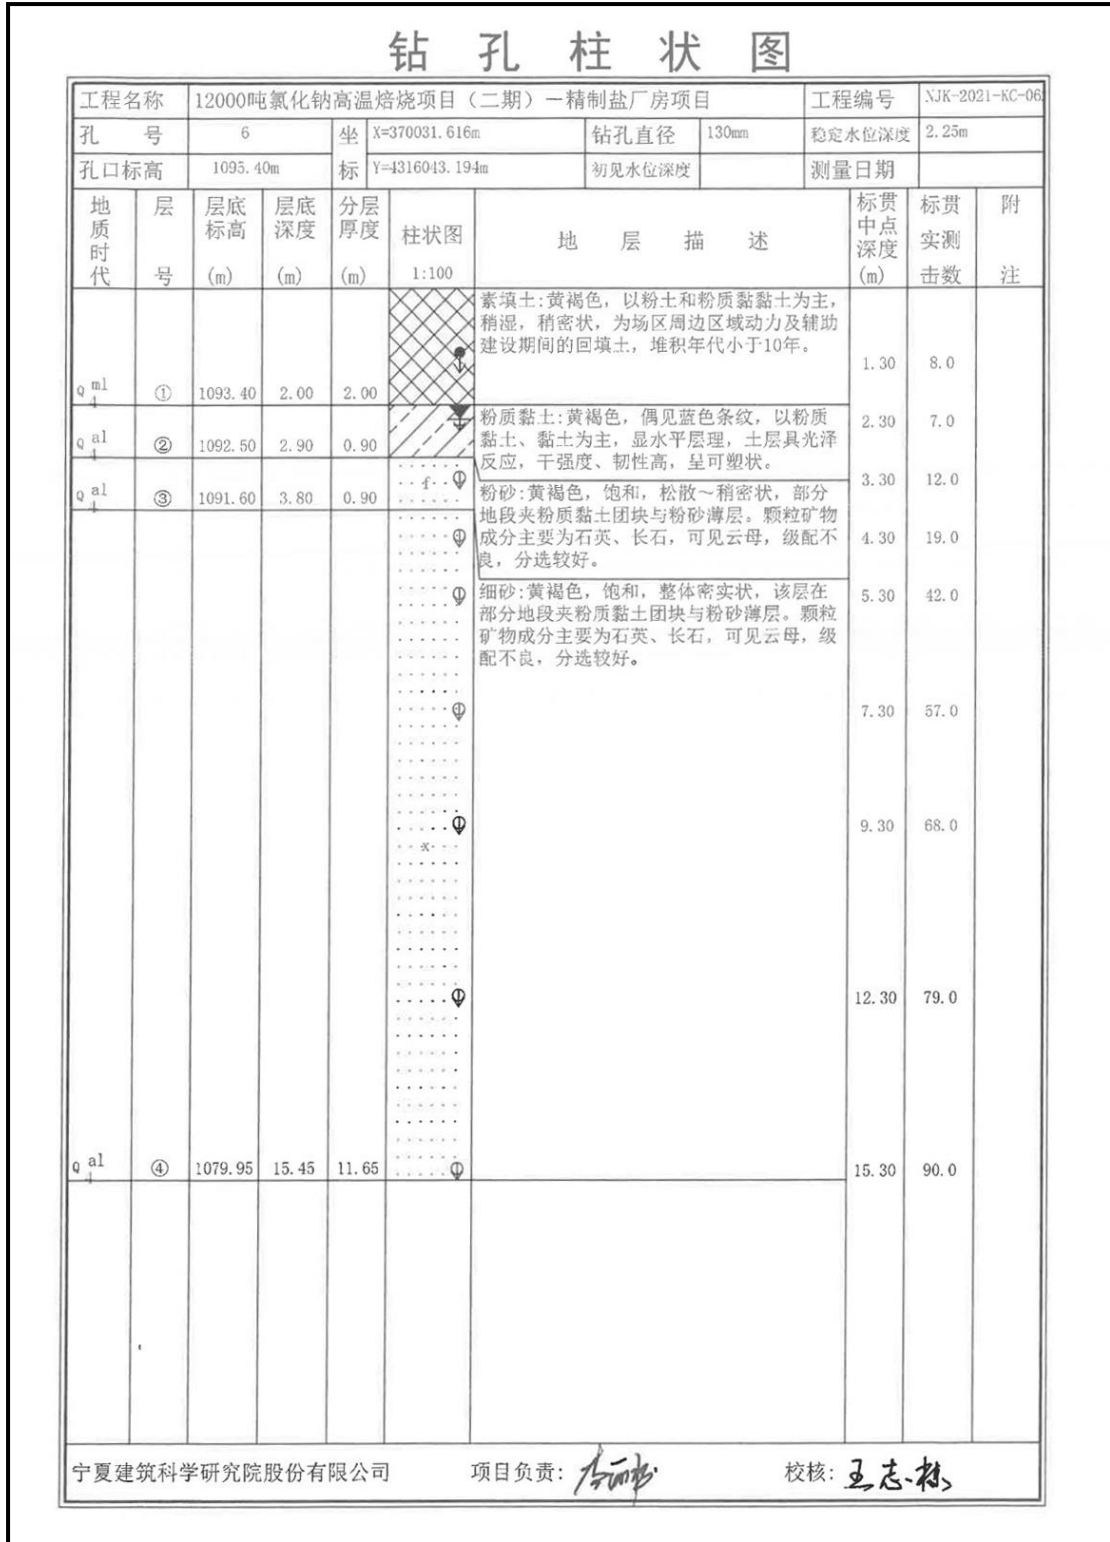 钻孔柱状图
工程名称 12000吨氯化钠高温焙烧项目（二期）－精制盐厂房项目 工程编号 NJK-2021-KC-06
孔号 6 坐标 X=370031.616m 钻孔直径 130mm 稳定水位深度 2.25m
孔口标高 1095.40m Y=4316043.194m 初见水位深度 测量日期
地质时代 层号 层底标高(m) 层底深度(m) 分层厚度(m) 柱状图 1:100 地层描述 标贯中点深度(m) 标贯实测击数 附注
素填土:黄褐色，以粉土和粉质黏黏土为主，
稍湿，稍密状，为场区周边区域动力及辅助
建设期间的回填土，堆积年代小于10年。
1.30 8.0
Q4 ml ① 1093.40 2.00 2.00
粉质黏土:黄褐色，偶见蓝色条纹，以粉质
黏土、黏土为主，显水平层理，土层具光泽
反应，干强度、韧性高，呈可塑状。
2.30 7.0
Q4 al ② 1092.50 2.90 0.90
f
3.30 12.0
Q4 al ③ 1091.60 3.80 0.90
粉砂:黄褐色，饱和，松散～稍密状，部分
地段夹粉质黏土团块与粉砂薄层。颗粒矿物
成分主要为石英、长石，可见云母，级配不
良，分选较好。
4.30 19.0
细砂:黄褐色，饱和，整体密实状，该层在
部分地段夹粉质黏土团块与粉砂薄层。颗粒
矿物成分主要为石英、长石，可见云母，级
配不良，分选较好。
5.30 42.0
7.30 57.0
9.30 68.0
x
12.30 79.0
Q4 al ④ 1079.95 15.45 11.65
15.30 90.0
宁夏建筑科学研究院股份有限公司 项目负责: 校核: 王志栋